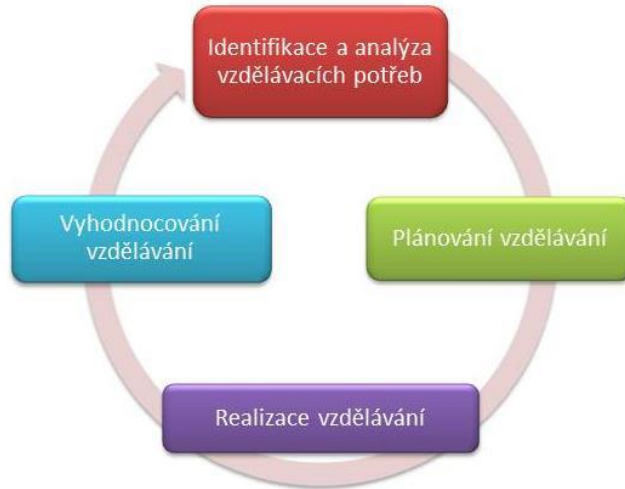 Identifikace a analýza
vzdělávacích potřeb
Plánování vzdělávání
Realizace vzdělávání
Vyhodnocování
vzdělávání